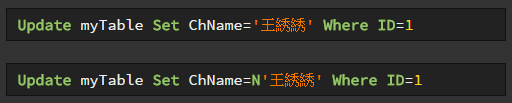 Update myTable Set ChName='王綉綉' Where ID=1
Update myTable Set ChName=N'王綉綉' Where ID=1